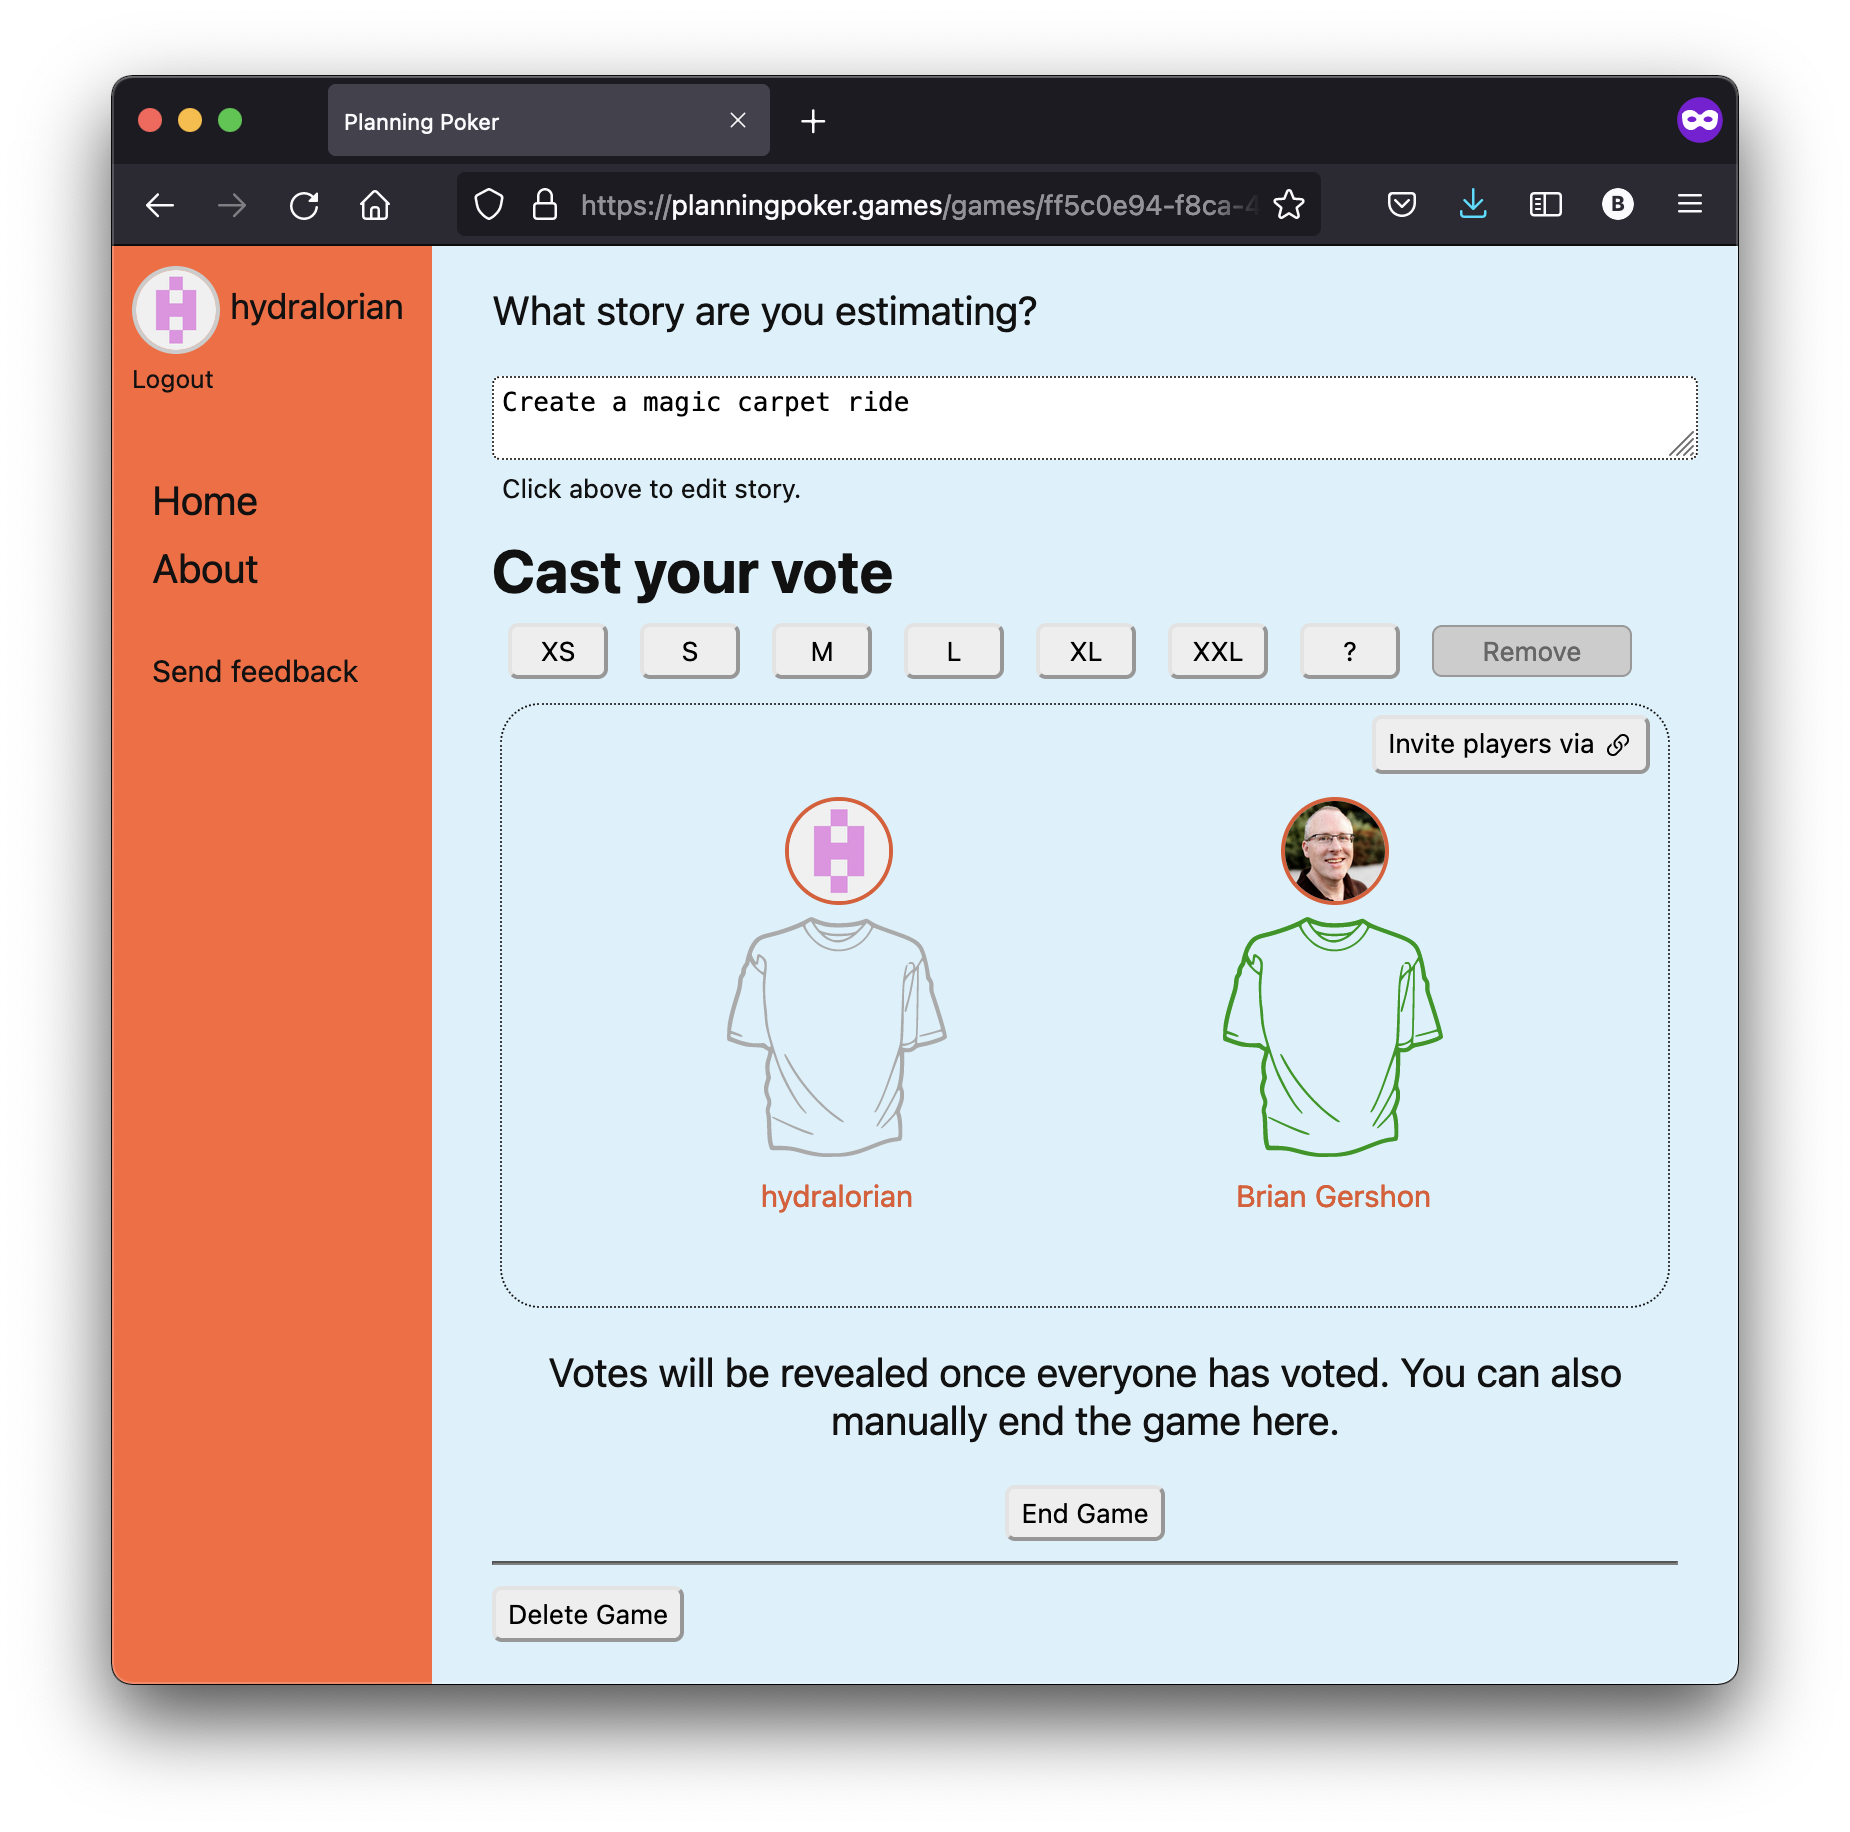 Planning Poker
https://planningpoker.games/games/ff5c0e94-f8ca-4
B
hydralorian
Logout
Home
About
Send feedback
What story are you estimating?
Create a magic carpet ride
Click above to edit story.
Cast your vote
XS S M L XL XXL ? Remove
Invite players via
hydralorian Brian Gershon
Votes will be revealed once everyone has voted. You can also
manually end the game here.
End Game
Delete Game